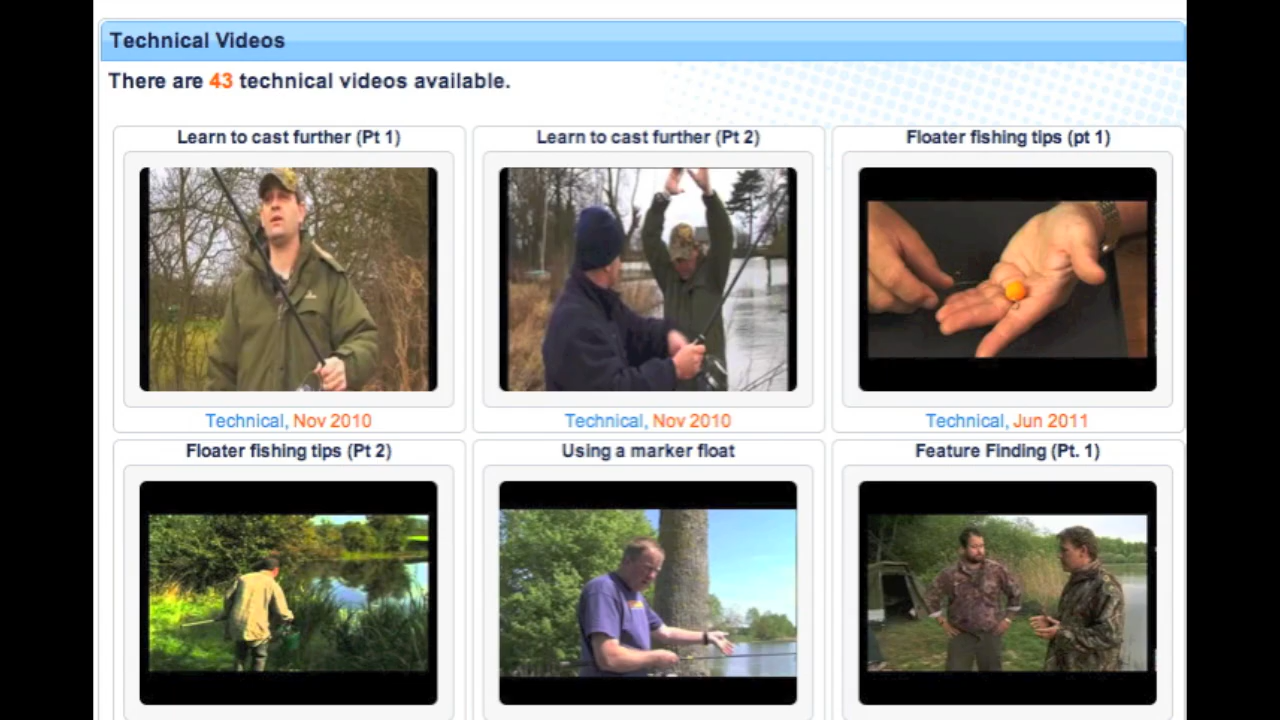 Technical Videos
There are 43 technical videos available.
Learn to cast further (Pt 1)
Learn to cast further (Pt 2)
Floater fishing tips (pt 1)
Technical, Nov 2010
Technical, Nov 2010
Technical, Jun 2011
Floater fishing tips (Pt 2)
Using a marker float
Feature Finding (Pt. 1)